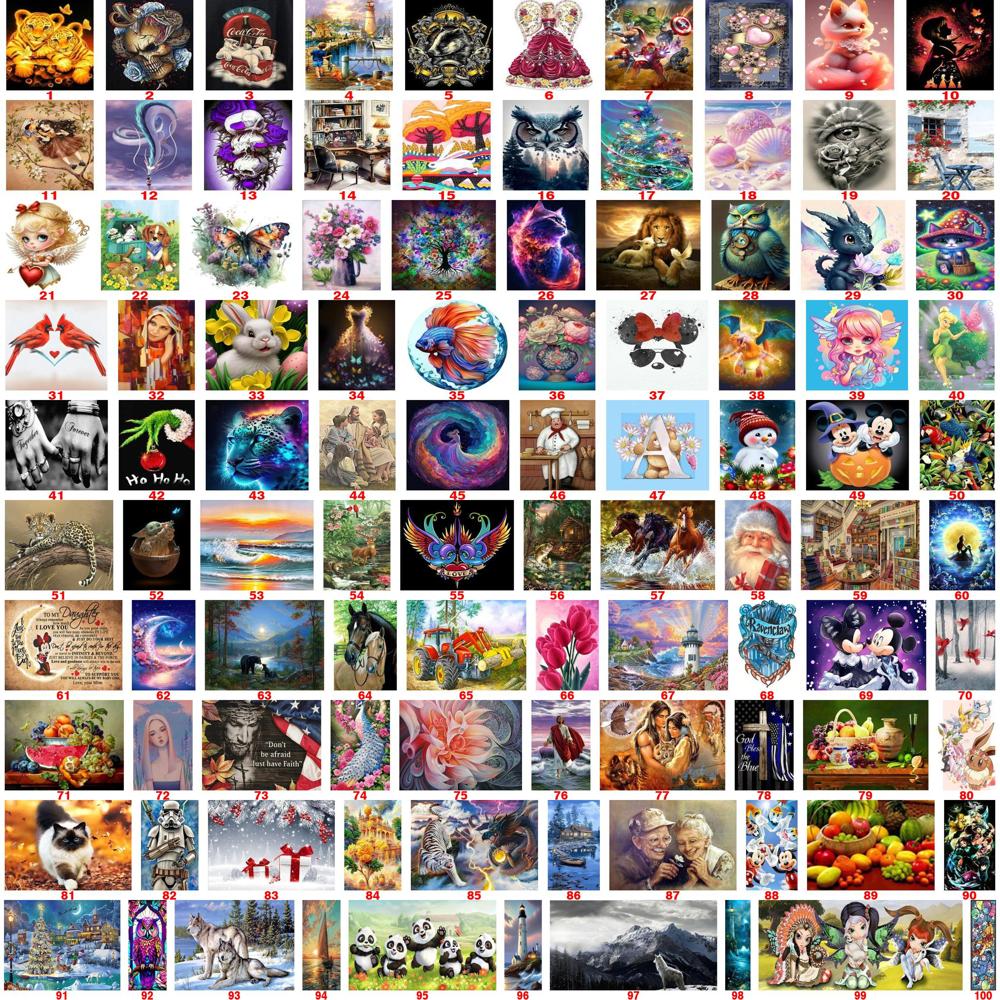 Coca-Cola
Coca-Cola
1 2 3 4 5 6 7 8 9 10
11 12 13 14 15 16 17 18 19 20
21 22 23 24 25 26 27 28 29 30
31 32 33 34 35 36 37 38 39 40
Together
Forever
Ho Ho Ho
A
41 42 43 44 45 46 47 48 49 50
LOVE
51 52 53 54 55 56 57 58 59 60
TO MY Daughter
I LOVE YOU
Ravenclaw
61 62 63 64 65 66 67 68 69 70
"Don't
be afraid
Just have Faith"
God
Bless
the
Blue
71 72 73 74 75 76 77 78 79 80
81 82 83 84 85 86 87 88 89 90
91 92 93 94 95 96 97 98 99 100